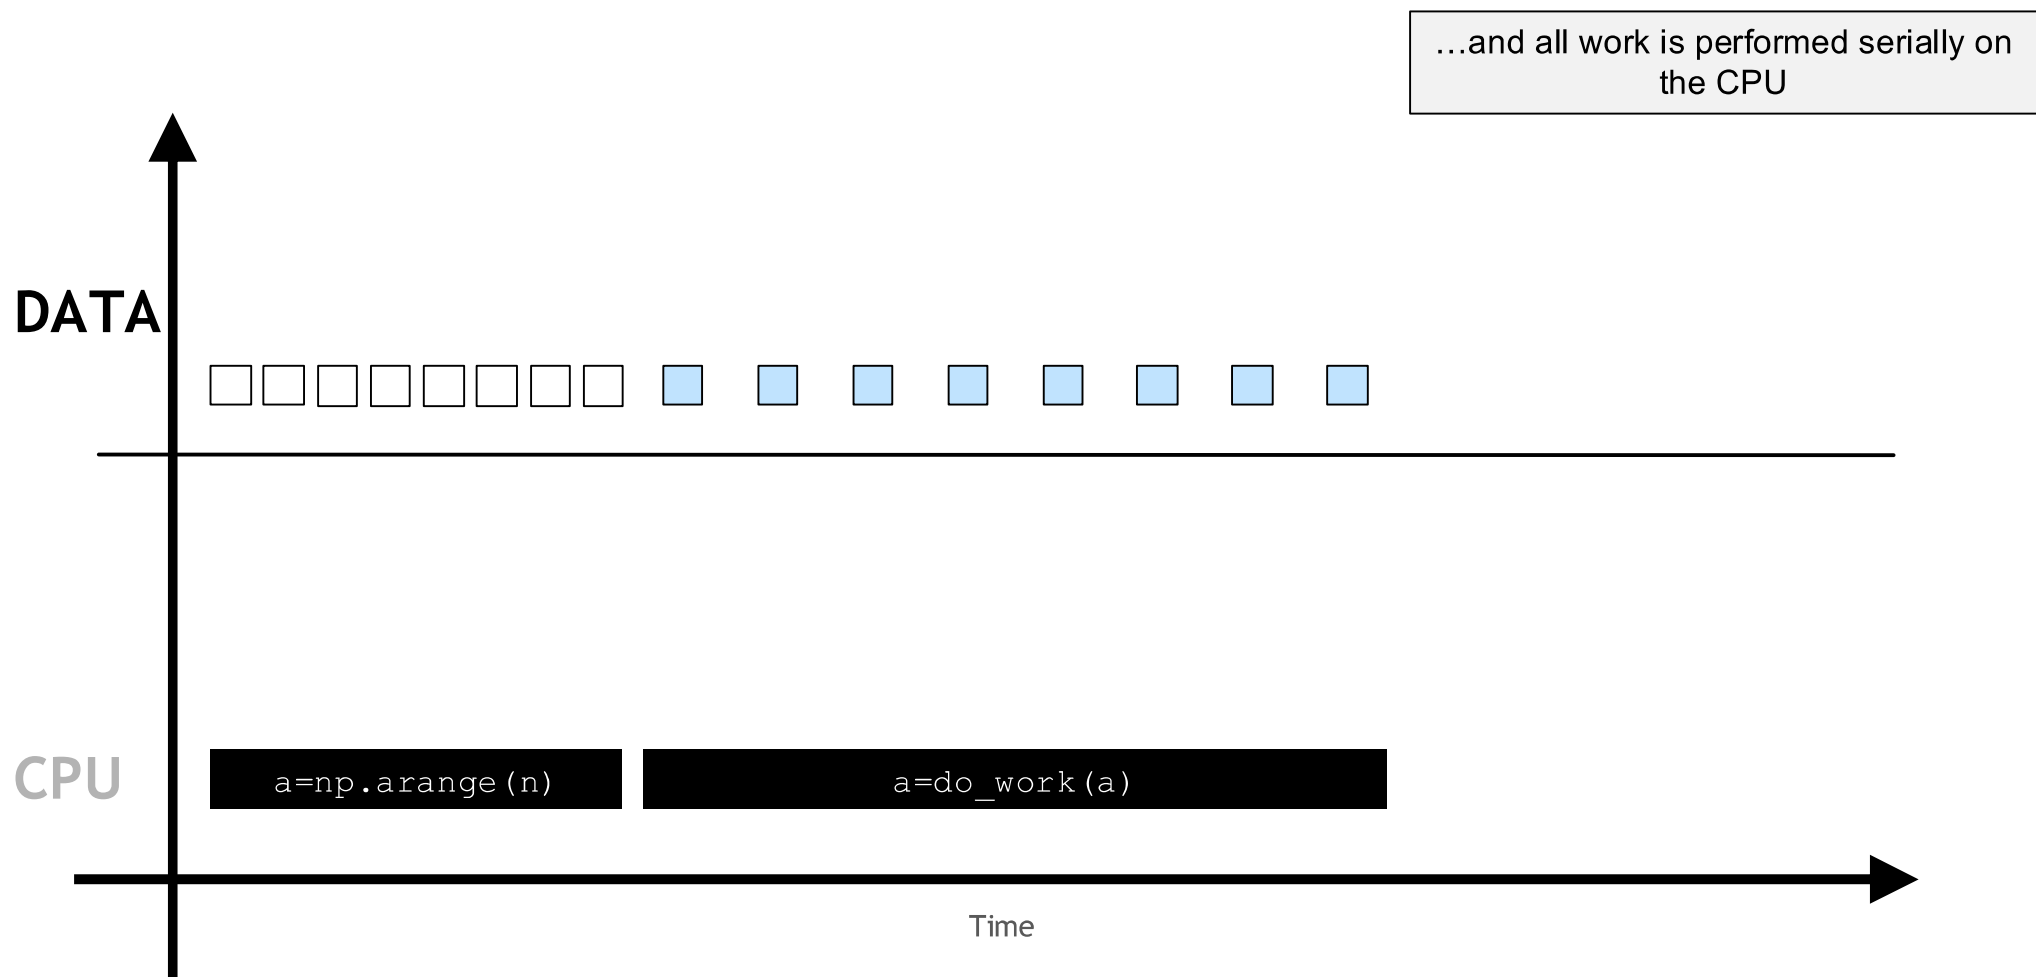 …and all work is performed serially on
the CPU
DATA
CPU
a=np.arange(n)
a=do_work(a)
Time